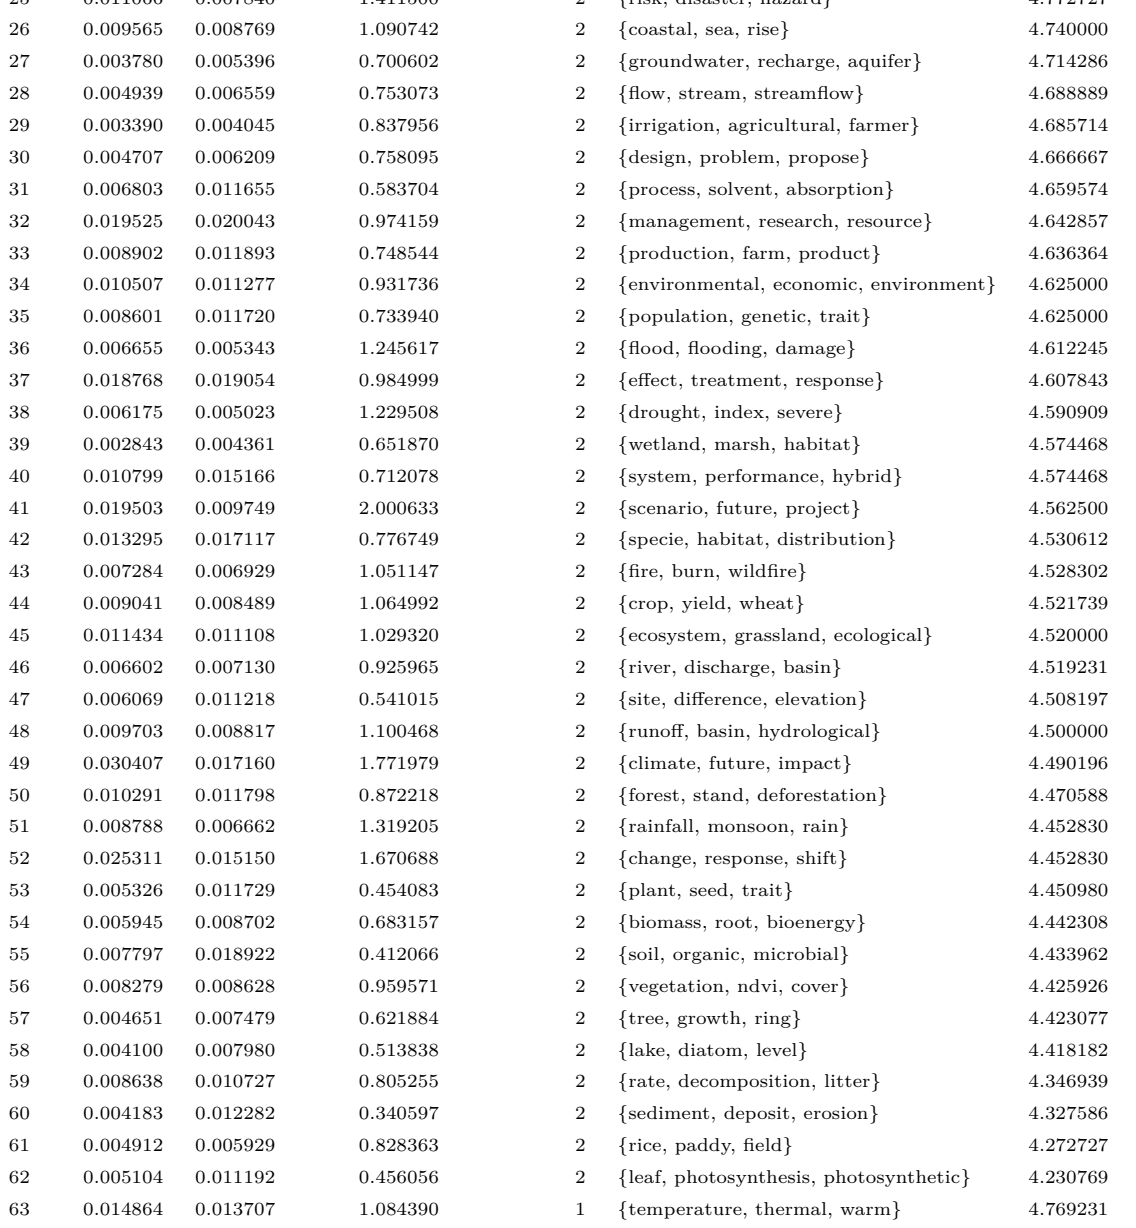 26 0.009565 0.008769 1.090742 2 {coastal, sea, rise} 4.740000
27 0.003780 0.005396 0.700602 2 {groundwater, recharge, aquifer} 4.714286
28 0.004939 0.006559 0.753073 2 {flow, stream, streamflow} 4.688889
29 0.003390 0.004045 0.837956 2 {irrigation, agricultural, farmer} 4.685714
30 0.004707 0.006209 0.758095 2 {design, problem, propose} 4.666667
31 0.006803 0.011655 0.583704 2 {process, solvent, absorption} 4.659574
32 0.019525 0.020043 0.974159 2 {management, research, resource} 4.642857
33 0.008902 0.011893 0.748544 2 {production, farm, product} 4.636364
34 0.010507 0.011277 0.931736 2 {environmental, economic, environment} 4.625000
35 0.008601 0.011720 0.733940 2 {population, genetic, trait} 4.625000
36 0.006655 0.005343 1.245617 2 {flood, flooding, damage} 4.612245
37 0.018768 0.019054 0.984999 2 {effect, treatment, response} 4.607843
38 0.006175 0.005023 1.229508 2 {drought, index, severe} 4.590909
39 0.002843 0.004361 0.651870 2 {wetland, marsh, habitat} 4.574468
40 0.010799 0.015166 0.712078 2 {system, performance, hybrid} 4.574468
41 0.019503 0.009749 2.000633 2 {scenario, future, project} 4.562500
42 0.013295 0.017117 0.776749 2 {specie, habitat, distribution} 4.530612
43 0.007284 0.006929 1.051147 2 {fire, burn, wildfire} 4.528302
44 0.009041 0.008489 1.064992 2 {crop, yield, wheat} 4.521739
45 0.011434 0.011108 1.029320 2 {ecosystem, grassland, ecological} 4.520000
46 0.006602 0.007130 0.925965 2 {river, discharge, basin} 4.519231
47 0.006069 0.011218 0.541015 2 {site, difference, elevation} 4.508197
48 0.009703 0.008817 1.100468 2 {runoff, basin, hydrological} 4.500000
49 0.030407 0.017160 1.771979 2 {climate, future, impact} 4.490196
50 0.010291 0.011798 0.872218 2 {forest, stand, deforestation} 4.470588
51 0.008788 0.006662 1.319205 2 {rainfall, monsoon, rain} 4.452830
52 0.025311 0.015150 1.670688 2 {change, response, shift} 4.452830
53 0.005326 0.011729 0.454083 2 {plant, seed, trait} 4.450980
54 0.005945 0.008702 0.683157 2 {biomass, root, bioenergy} 4.442308
55 0.007797 0.018922 0.412066 2 {soil, organic, microbial} 4.433962
56 0.008279 0.008628 0.959571 2 {vegetation, ndvi, cover} 4.425926
57 0.004651 0.007479 0.621884 2 {tree, growth, ring} 4.423077
58 0.004100 0.007980 0.513838 2 {lake, diatom, level} 4.418182
59 0.008638 0.010727 0.805255 2 {rate, decomposition, litter} 4.346939
60 0.004183 0.012282 0.340597 2 {sediment, deposit, erosion} 4.327586
61 0.004912 0.005929 0.828363 2 {rice, paddy, field} 4.272727
62 0.005104 0.011192 0.456056 2 {leaf, photosynthesis, photosynthetic} 4.230769
63 0.014864 0.013707 1.084390 1 {temperature, thermal, warm} 4.769231